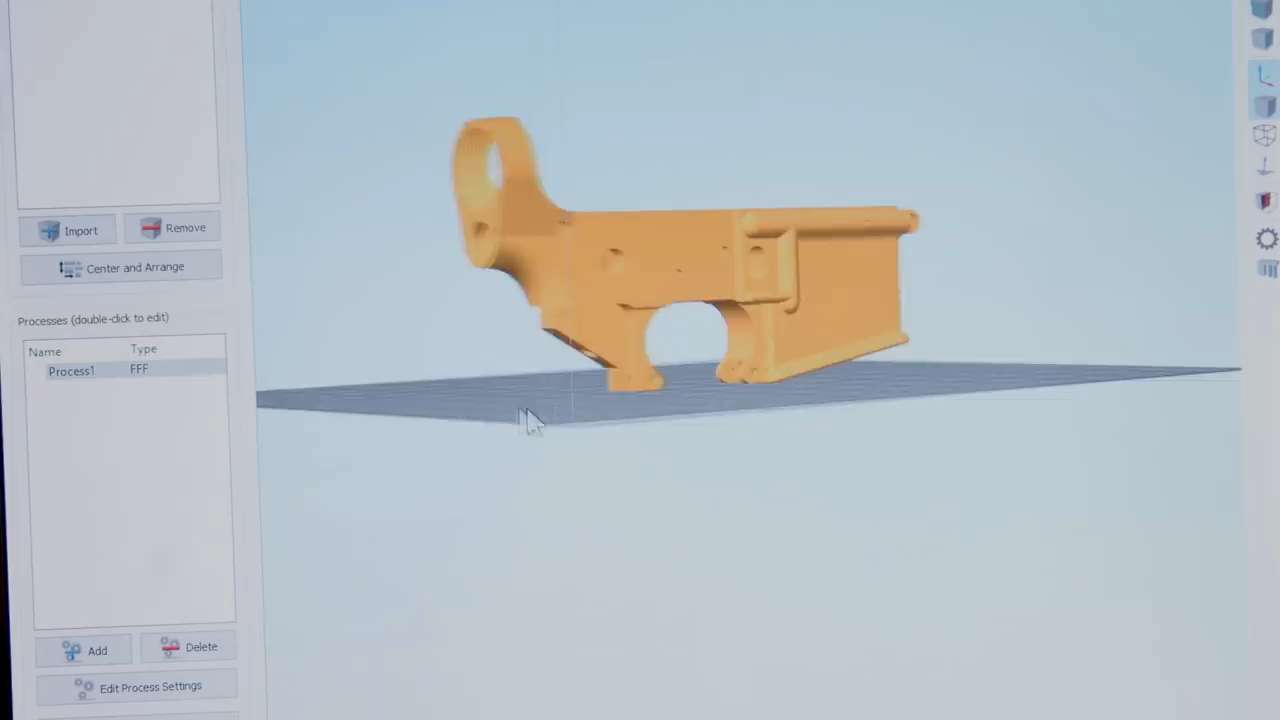 Import
Remove
Center and Arrange
Processes (double-click to edit)
Name Type
Process1 FFF
Add
Delete
Edit Process Settings